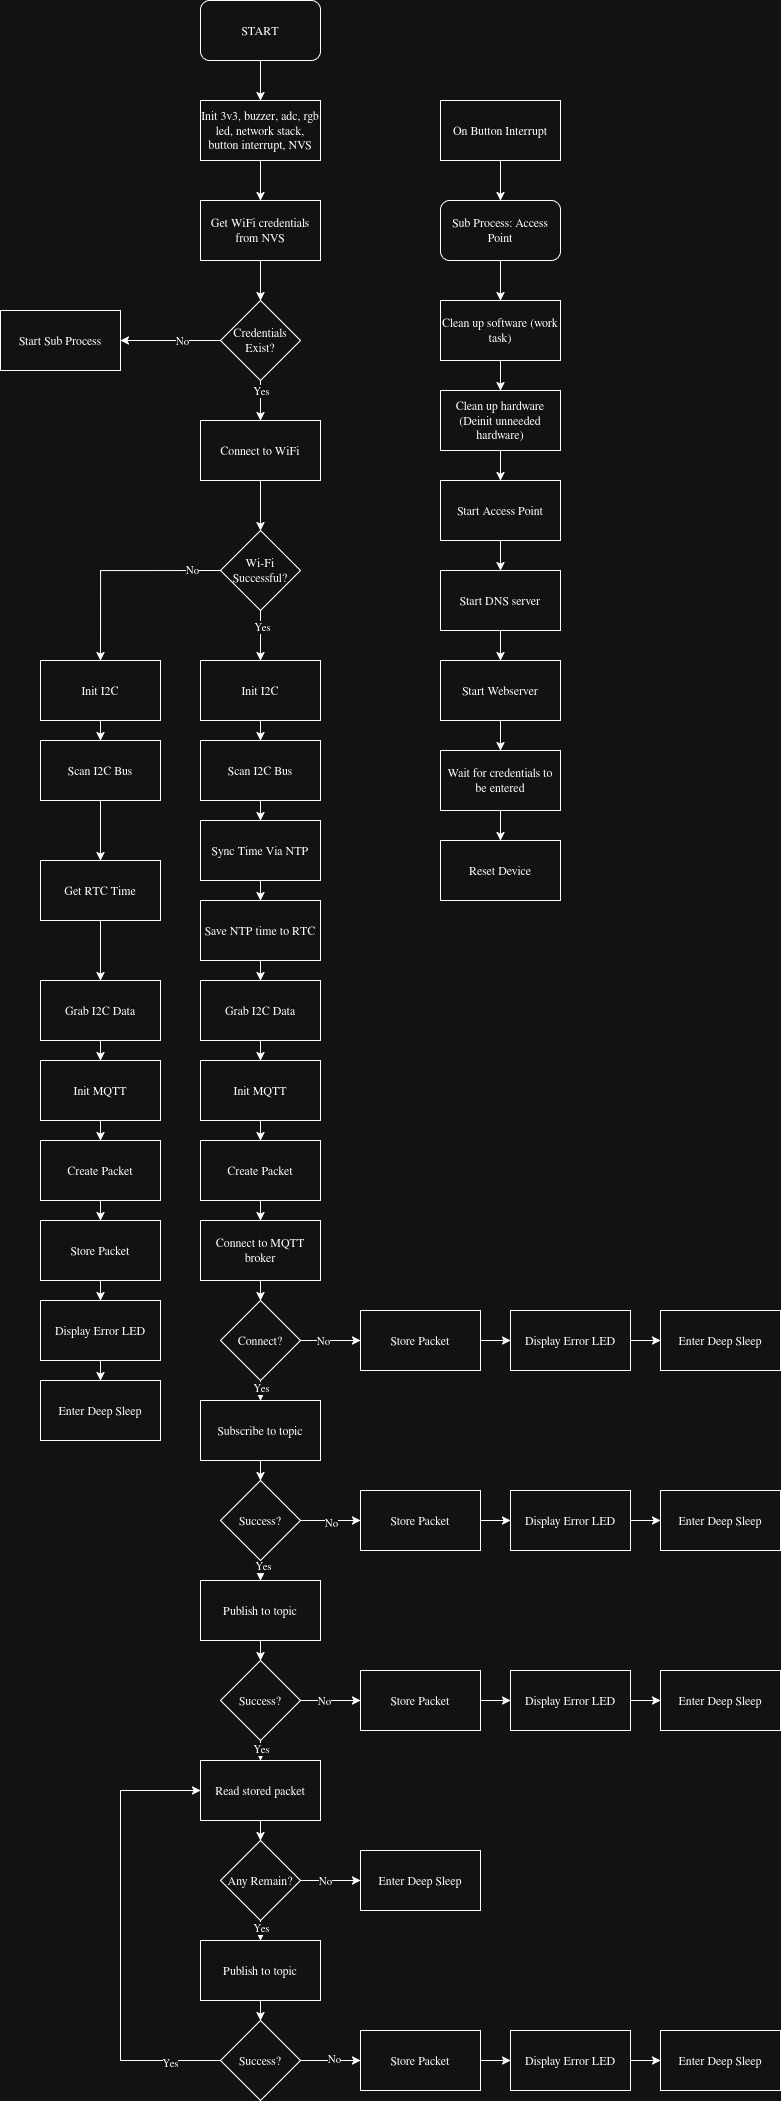 START
Init 3v3, buzzer, adc, rgb
led, network stack,
button interrupt, NVS
On Button Interrupt
Get WiFi credentials
from NVS
Sub Process: Access
Point
Credentials
Exist?
No
Start Sub Process
Yes
Clean up software (work
task)
Clean up hardware
(Deinit unneeded
hardware)
Connect to WiFi
Start Access Point
Wi-Fi
Successful?
No
Yes
Start DNS server
Init I2C
Init I2C
Start Webserver
Scan I2C Bus
Scan I2C Bus
Wait for credentials to
be entered
Sync Time Via NTP
Reset Device
Get RTC Time
Save NTP time to RTC
Grab I2C Data
Grab I2C Data
Init MQTT
Init MQTT
Create Packet
Create Packet
Store Packet
Connect to MQTT
broker
Display Error LED
Connect?
No
Store Packet
Display Error LED
Enter Deep Sleep
Yes
Enter Deep Sleep
Subscribe to topic
Success?
No
Store Packet
Display Error LED
Enter Deep Sleep
Yes
Publish to topic
Success?
No
Store Packet
Display Error LED
Enter Deep Sleep
Yes
Read stored packet
Any Remain?
No
Enter Deep Sleep
Yes
Publish to topic
Success?
Yes
No
Store Packet
Display Error LED
Enter Deep Sleep